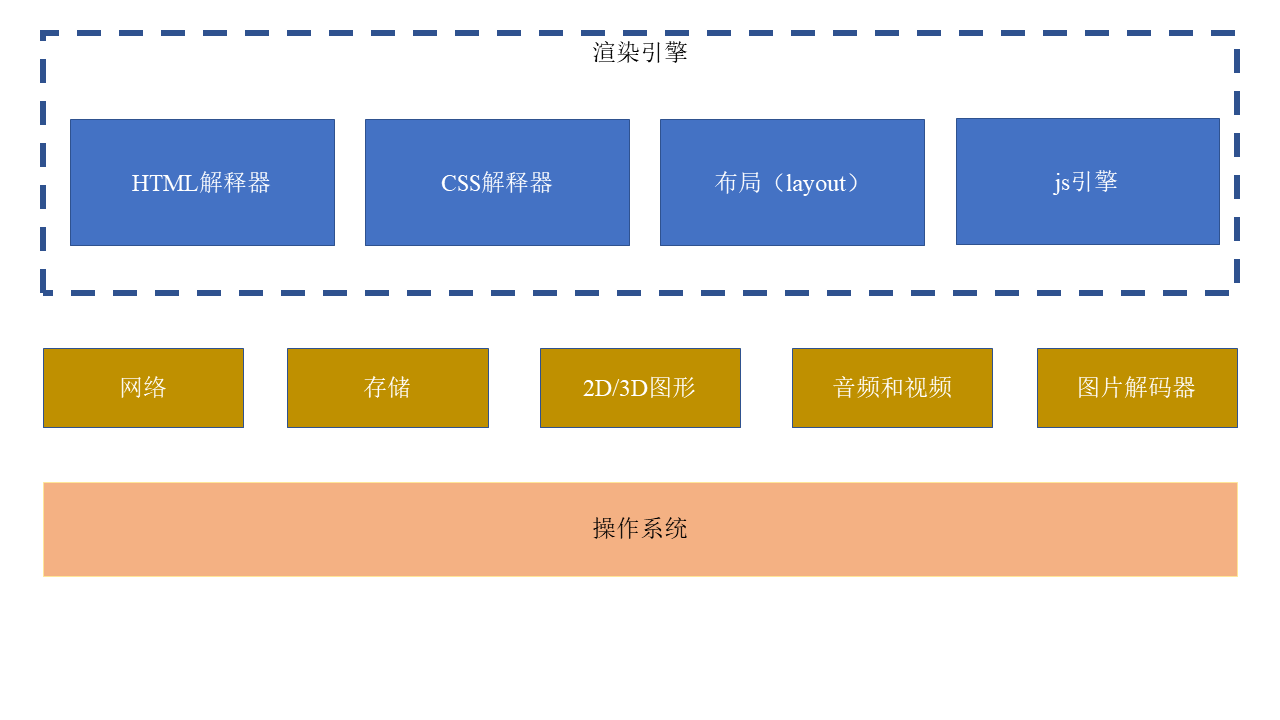 渲染引擎
HTML解释器
CSS解释器
布局（layout）
js引擎
网络
存储
2D/3D图形
音频和视频
图片解码器
操作系统